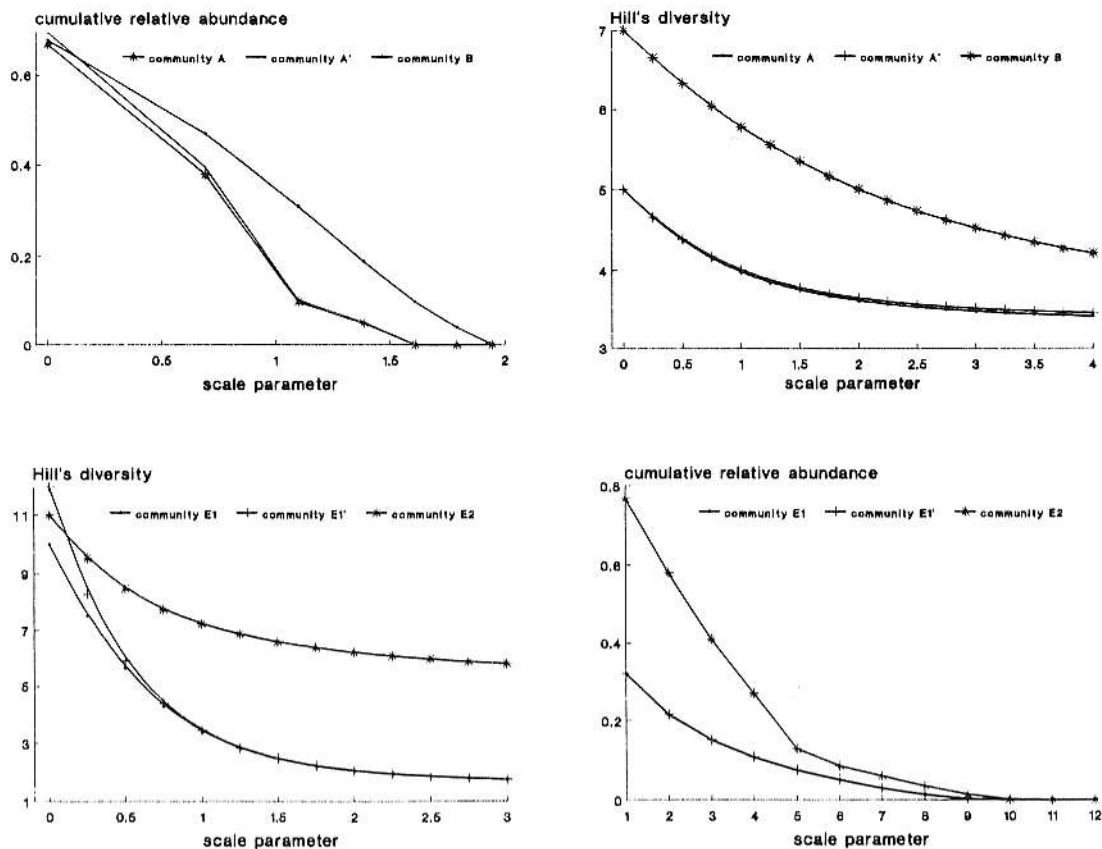 cumulative relative abundance
community A community A' community B
0.6
0.4
0.2
0
0 0.5 1 1.5 2
scale parameter
Hill's diversity
7
community A community A' community B
6
5
4
3
0 0.5 1 1.5 2 2.5 3 3.5 4
scale parameter
Hill's diversity
community E1 community E1' community E2
11
9
7
5
3
1
0 0.5 1 1.5 2 2.5 3
scale parameter
cumulative relative abundance
0.8
community E1 community E1' community E2
0.6
0.4
0.2
0
1 2 3 4 5 6 7 8 9 10 11 12
scale parameter